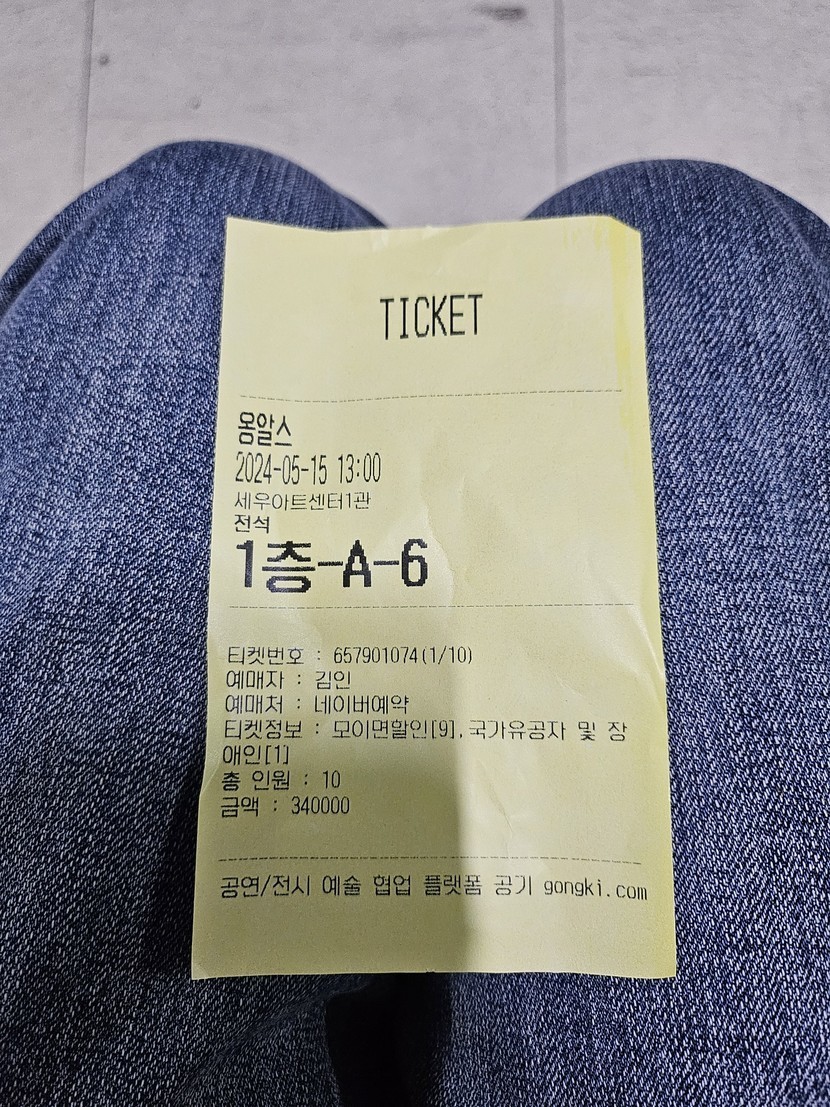 TICKET
옹알스
2024-05-15 13:00
세우아트센터1관
전석
1층-A-6
티켓번호 : 657901074(1/10)
예매자 : 김인
예매처 : 네이버예약
티켓정보 : 모이면할인[9],국가유공자 및 장
애인[1]
총 인원 : 10
금액 : 340000
공연/전시 예술 협업 플랫폼 공기 gongki.com